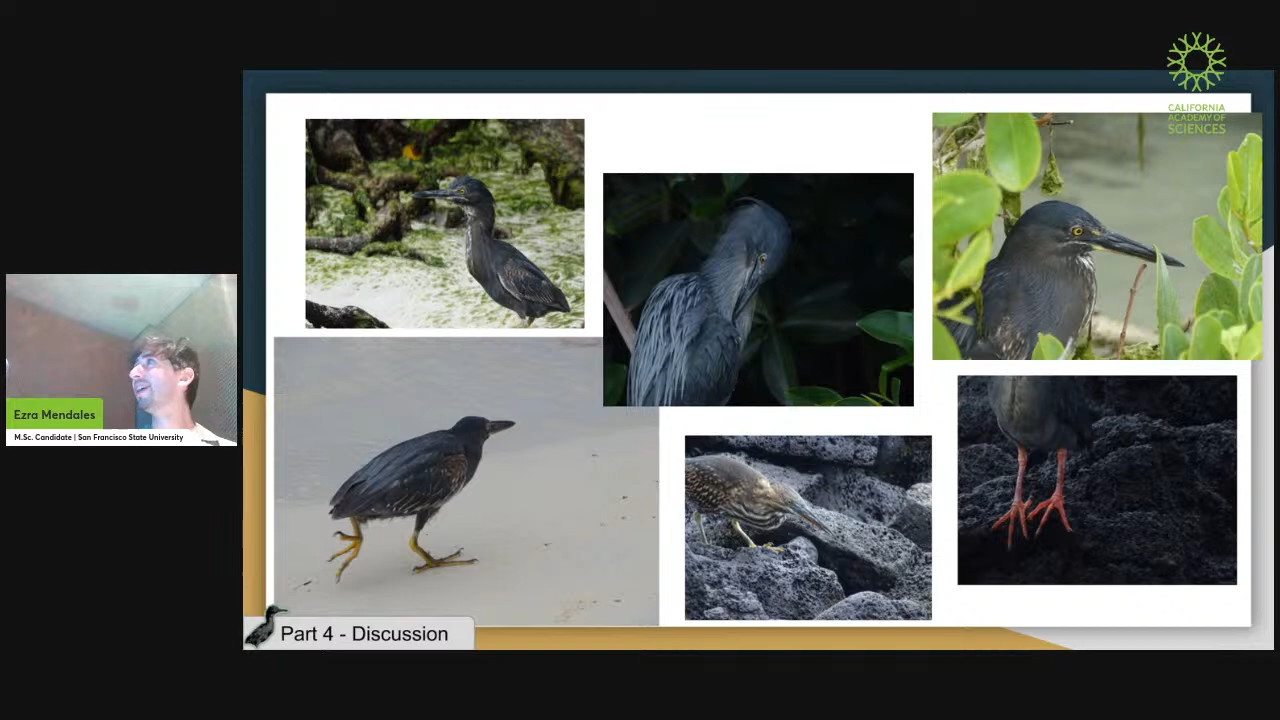 CALIFORNIA
ACADEMY OF
SCIENCES
Ezra Mendales
M.Sc. Candidate | San Francisco State University
Part 4 - Discussion